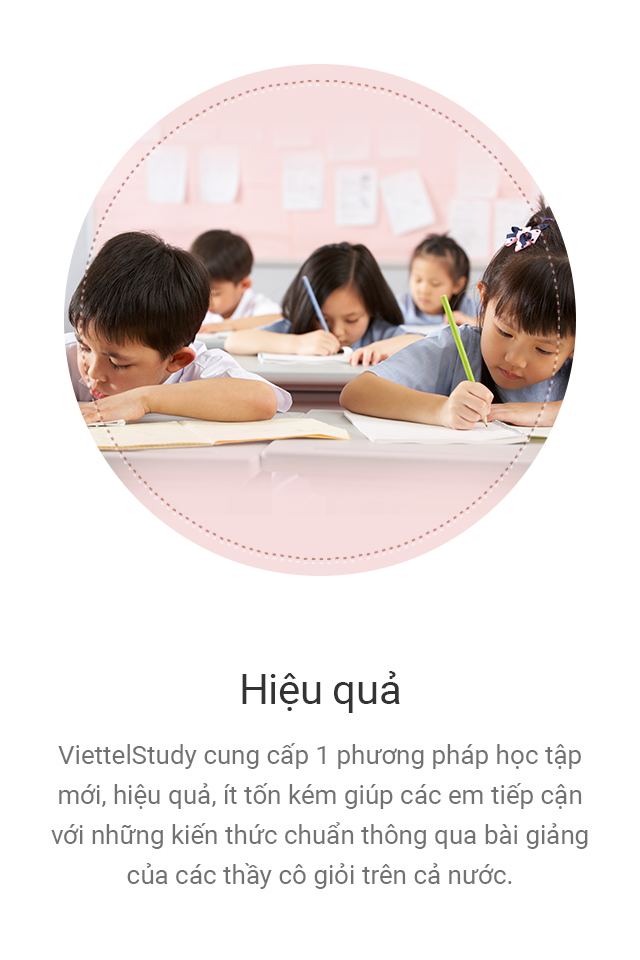 Hiệu quả
ViettelStudy cung cấp 1 phương pháp học tập
mới, hiệu quả, ít tốn kém giúp các em tiếp cận
với những kiến thức chuẩn thông qua bài giảng
của các thầy cô giỏi trên cả nước.